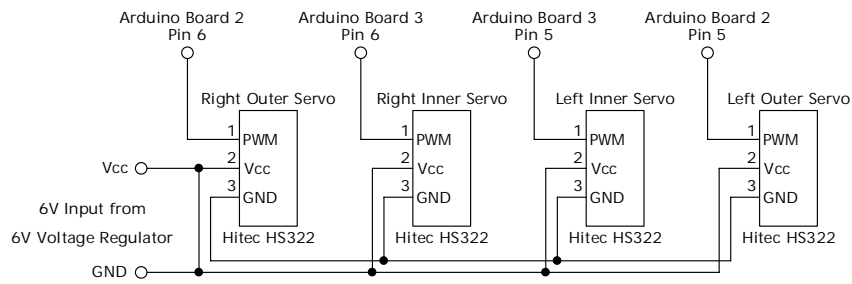 Arduino Board 2
Pin 6
Arduino Board 3
Pin 6
Arduino Board 3
Pin 5
Arduino Board 2
Pin 5
Right Outer Servo
Right Inner Servo
Left Inner Servo
Left Outer Servo
1 PWM
2 Vcc
3 GND
1 PWM
2 Vcc
3 GND
1 PWM
2 Vcc
3 GND
1 PWM
2 Vcc
3 GND
Vcc
6V Input from
6V Voltage Regulator
GND
Hitec HS322
Hitec HS322
Hitec HS322
Hitec HS322